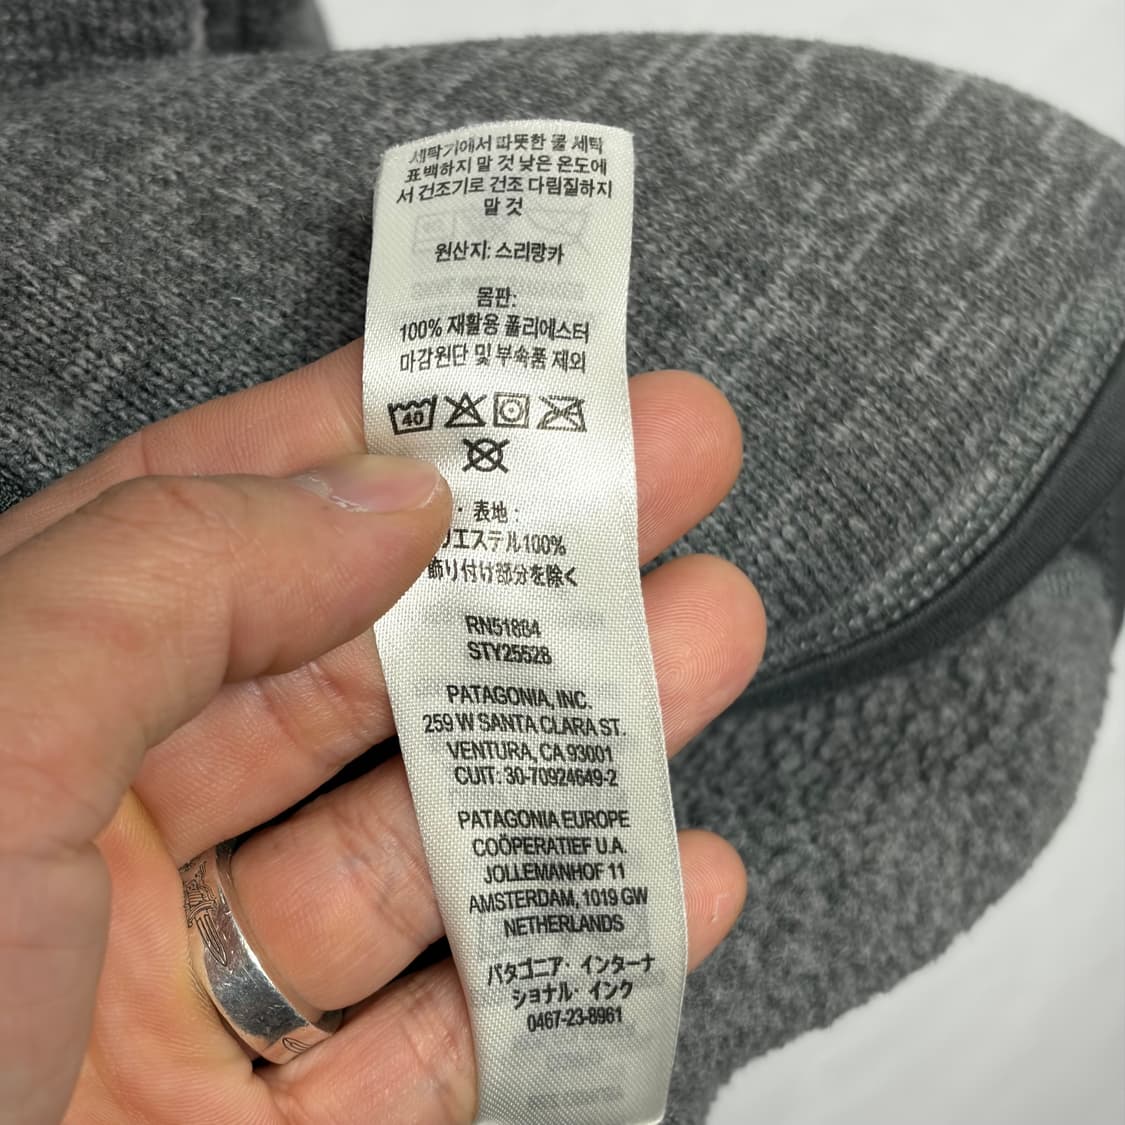 세탁기에서 따뜻한 물 세탁
표백하지 말 것 낮은 온도에
서 건조기로 건조 다림질하지
말 것
원산지: 스리랑카
몸판:
100% 재활용 폴리에스터
마감원단 및 부속품 제외
40
・表地:
リエステル100%
飾り付け部分を除く
RN51884
STY25528
PATAGONIA, INC.
259 W SANTA CLARA ST.
VENTURA, CA 93001
CUIT: 30-70924649-2
PATAGONIA EUROPE
COÖPERATIEF U.A.
JOLLEMANHOF 11
AMSTERDAM, 1019 GW
NETHERLANDS
パタゴニア・インターナ
ショナル・インク
0467-23-8961